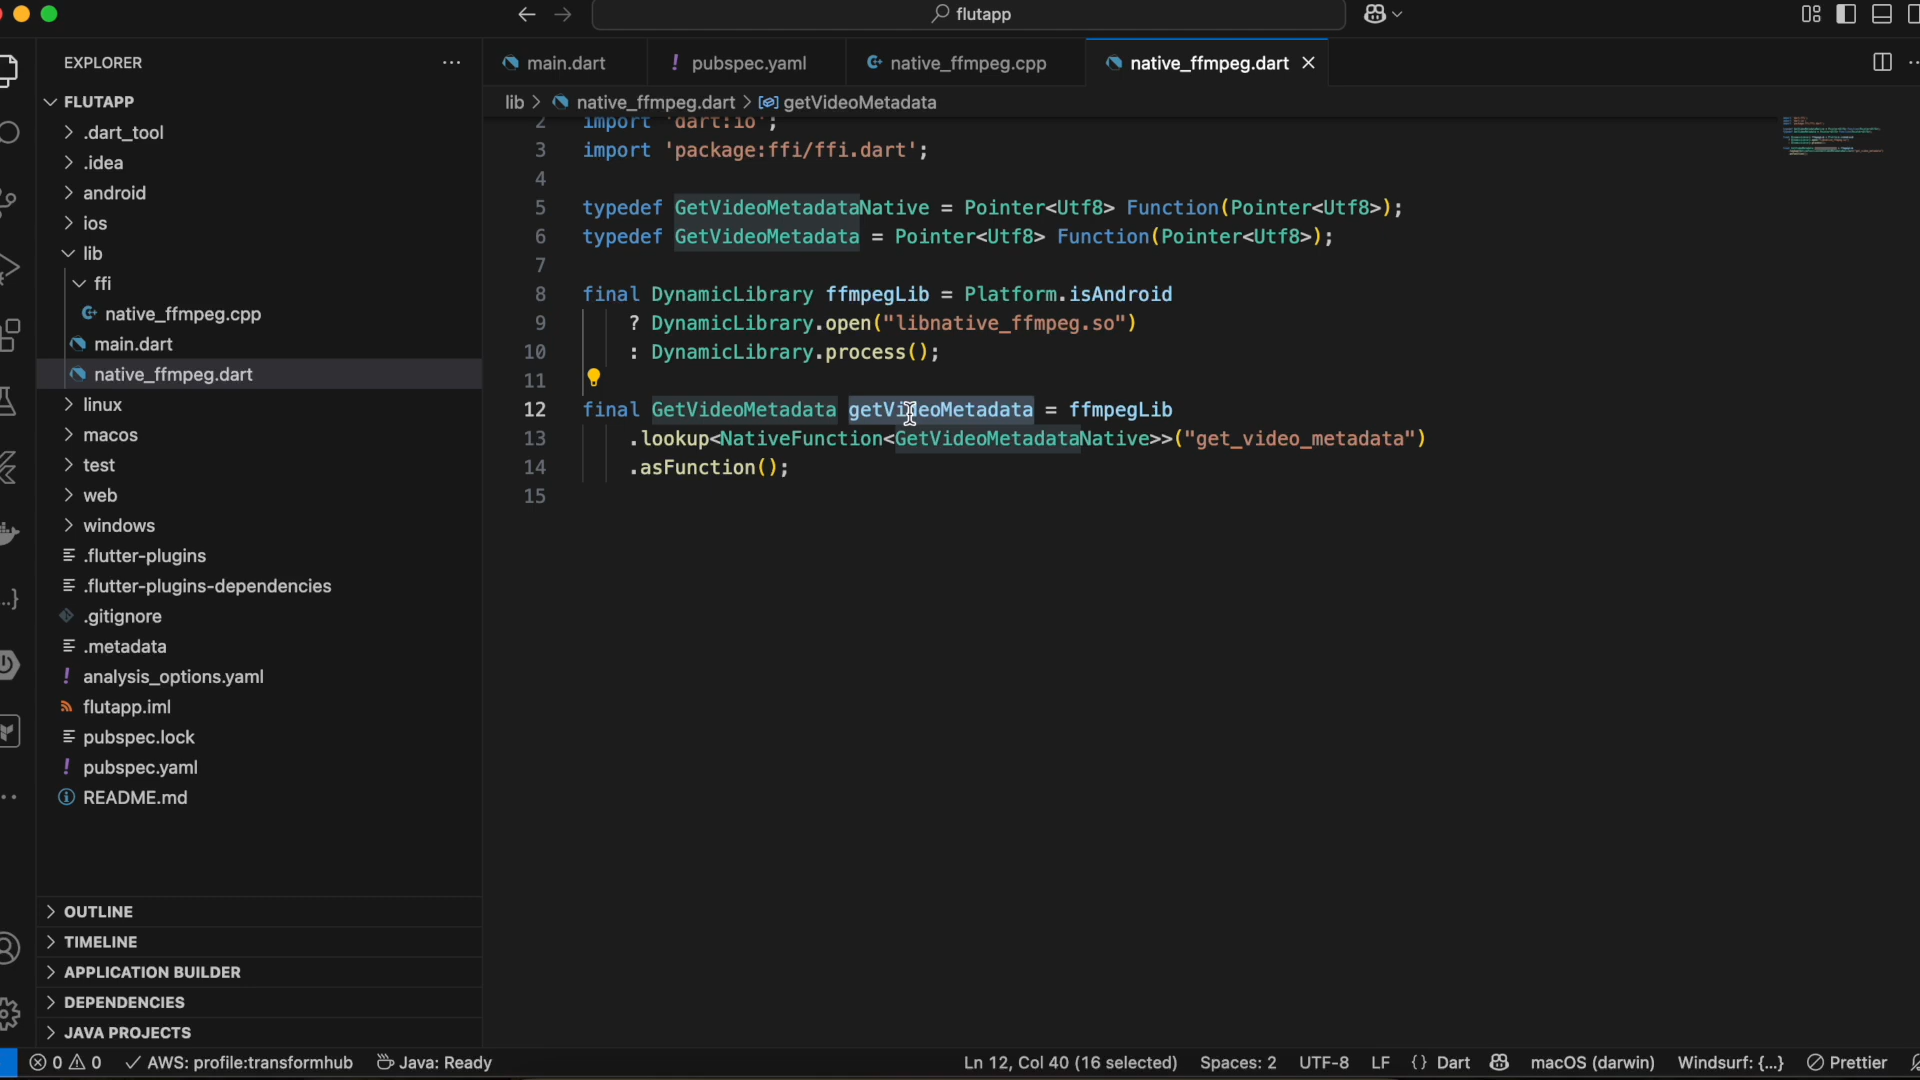 flutapp
EXPLORER
FLUTAPP
.dart_tool
.idea
android
ios
lib
ffi
native_ffmpeg.cpp
main.dart
native_ffmpeg.dart
linux
macos
test
web
windows
.flutter-plugins
.flutter-plugins-dependencies
.gitignore
.metadata
analysis_options.yaml
flutapp.iml
pubspec.lock
pubspec.yaml
README.md
OUTLINE
TIMELINE
APPLICATION BUILDER
DEPENDENCIES
JAVA PROJECTS
main.dart pubspec.yaml native_ffmpeg.cpp native_ffmpeg.dart
lib > native_ffmpeg.dart > getVideoMetadata
2 import 'dart:io';
3 import 'package:ffi/ffi.dart';
4
5 typedef GetVideoMetadataNative = Pointer<Utf8> Function(Pointer<Utf8>);
6 typedef GetVideoMetadata = Pointer<Utf8> Function(Pointer<Utf8>);
7
8 final DynamicLibrary ffmpegLib = Platform.isAndroid
9 ? DynamicLibrary.open("libnative_ffmpeg.so")
10 : DynamicLibrary.process();
11
12 final GetVideoMetadata getVideoMetadata = ffmpegLib
13 .lookup<NativeFunction<GetVideoMetadataNative>>("get_video_metadata")
14 .asFunction();
15
0 0 AWS: profile:transformhub Java: Ready Ln 12, Col 40 (16 selected) Spaces: 2 UTF-8 LF {} Dart macOS (darwin) Windsurf: {...} Prettier